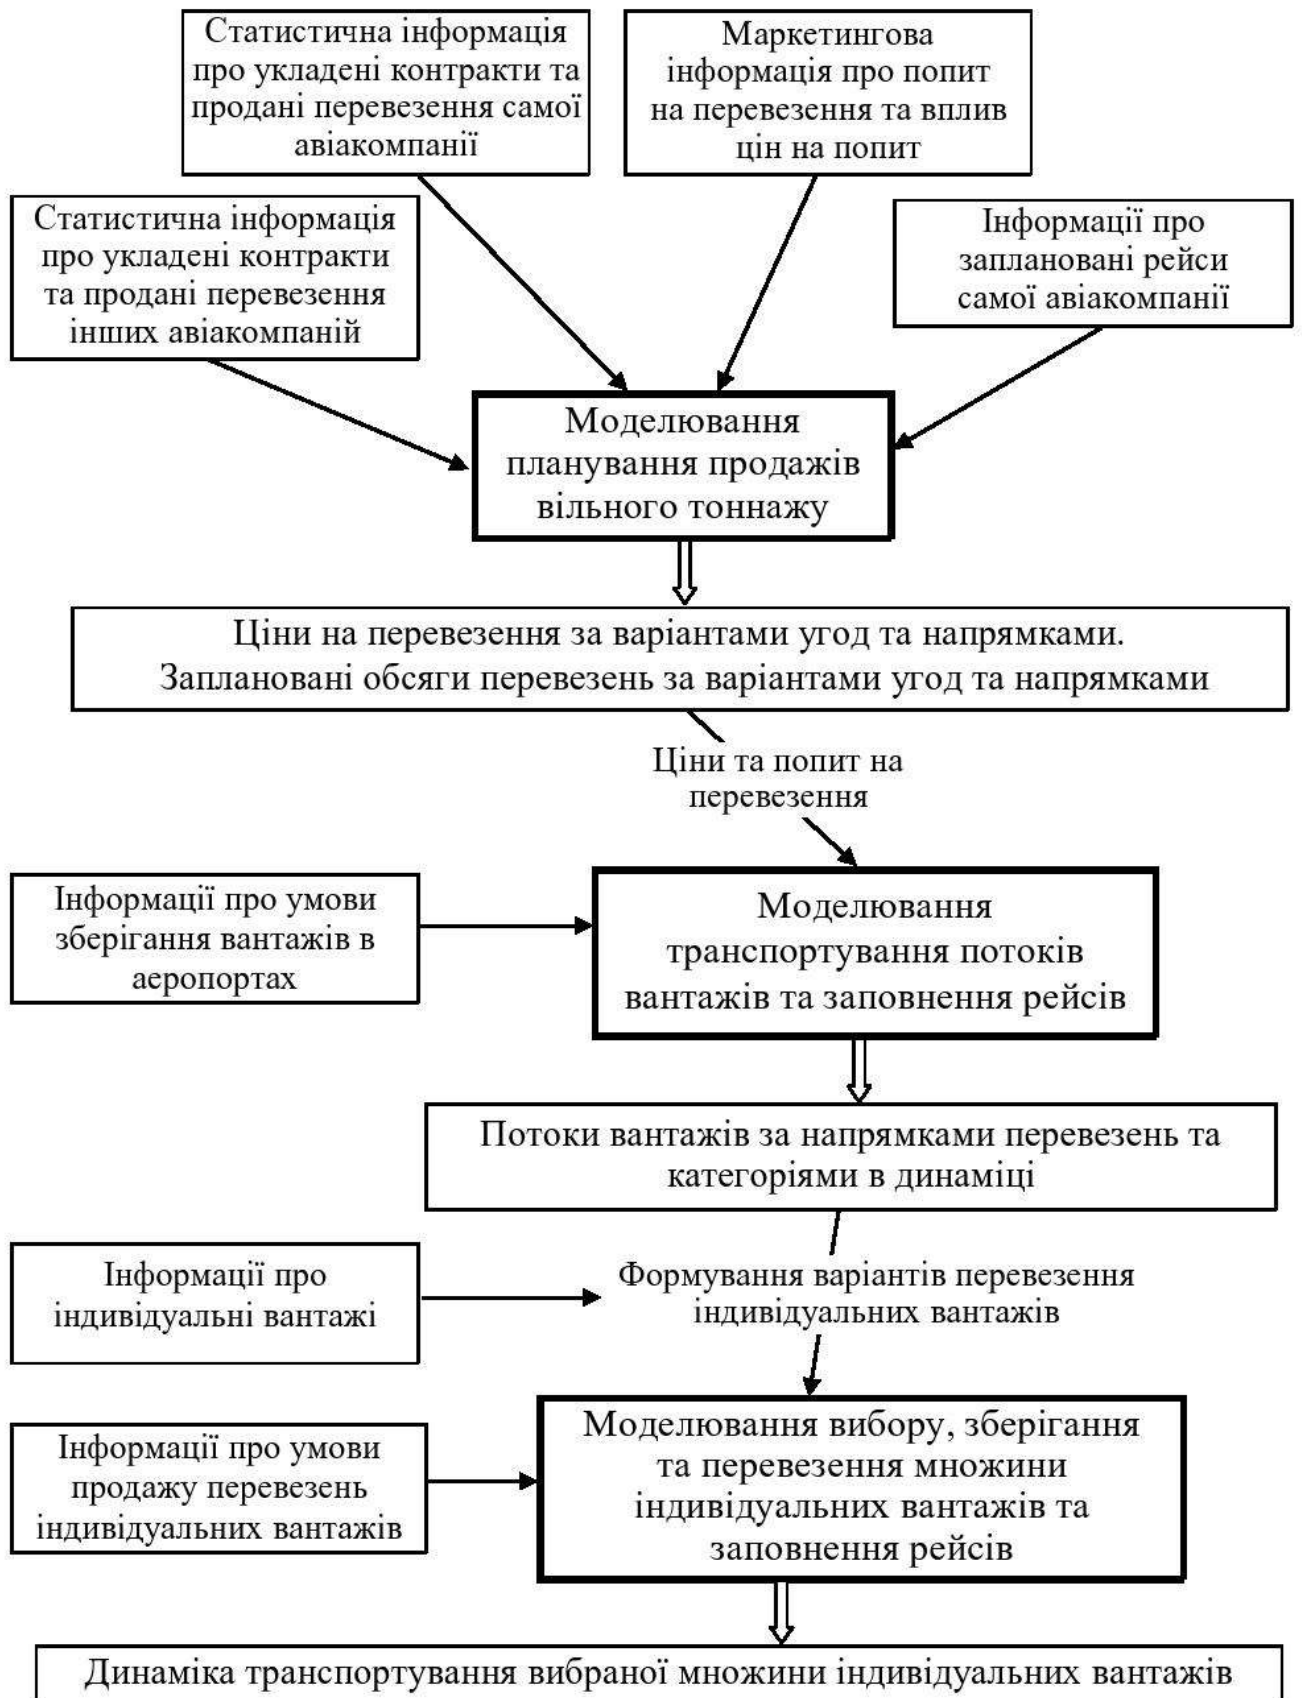 Статистична інформація
про укладені контракти та
продані перевезення самої
авіакомпанії
Маркетингова
інформація про попит
на перевезення та вплив
цін на попит
Статистична інформація
про укладені контракти
та продані перевезення
інших авіакомпаній
Інформації про
заплановані рейси
самої авіакомпанії
Моделювання
планування продажів
вільного тоннажу
Ціни на перевезення за варіантами угод та напрямками.
Заплановані обсяги перевезень за варіантами угод та напрямками
Ціни та попит на
перевезення
Інформації про умови
зберігання вантажів в
аеропортах
Моделювання
транспортування потоків
вантажів та заповнення рейсів
Потоки вантажів за напрямками перевезень та
категоріями в динаміці
Інформації про
індивідуальні вантажі
Формування варіантів перевезення
індивідуальних вантажів
Інформації про умови
продажу перевезень
індивідуальних вантажів
Моделювання вибору, зберігання
та перевезення множини
індивідуальних вантажів та
заповнення рейсів
Динаміка транспортування вибраної множини індивідуальних вантажів